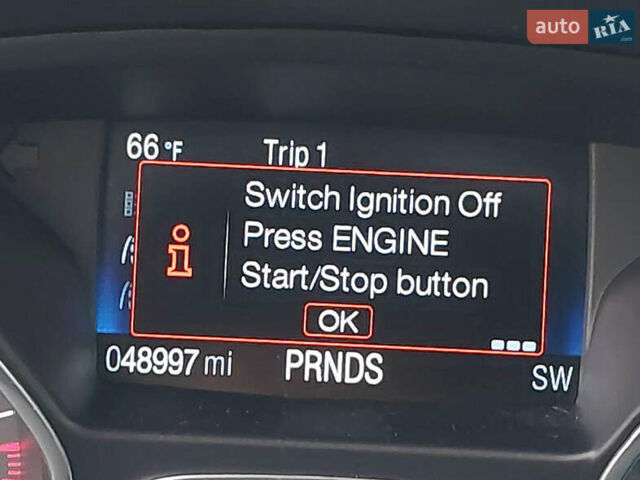 auto RIA
.com
66 °F Trip 1
Switch Ignition Off
Press ENGINE
Start/Stop button
OK
048997 mi PRNDS SW